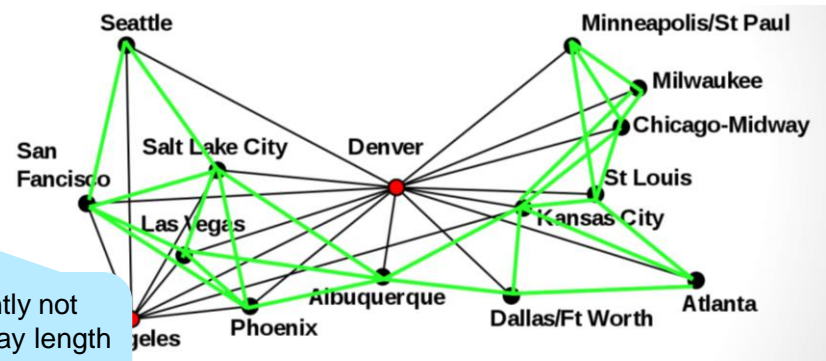 Seattle
Minneapolis/St Paul
Milwaukee
Chicago-Midway
San
Fancisco
Salt Lake City
Denver
St Louis
Las Vegas
Kansas City
Albuquerque
Phoenix
Dallas/Ft Worth
Atlanta
geles
ntly not
ay length